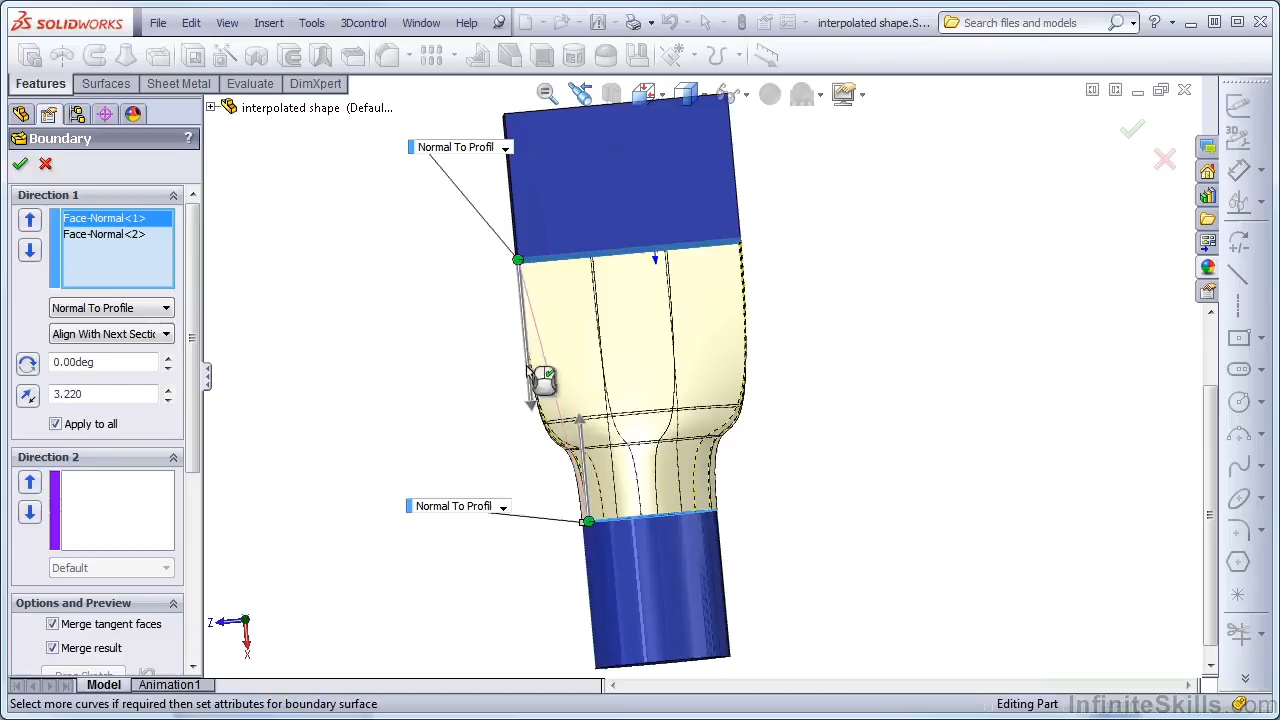 SOLIDWORKS
File Edit View Insert Tools 3Dcontrol Window Help
interpolated shape.S...
Search files and models
?
Features Surfaces Sheet Metal Evaluate DimXpert
interpolated shape (Defaul...
Boundary
?
Direction 1
Face-Normal<1>
Face-Normal<2>
Normal To Profile
Align With Next Sectic
0.00deg
3.220
Apply to all
Direction 2
Default
Options and Preview
Merge tangent faces
Merge result
Normal To Profil
Normal To Profil
3D
Z
X
Model Animation1
Select more curves if required then set attributes for boundary surface
Editing Part
InfiniteSkills.com